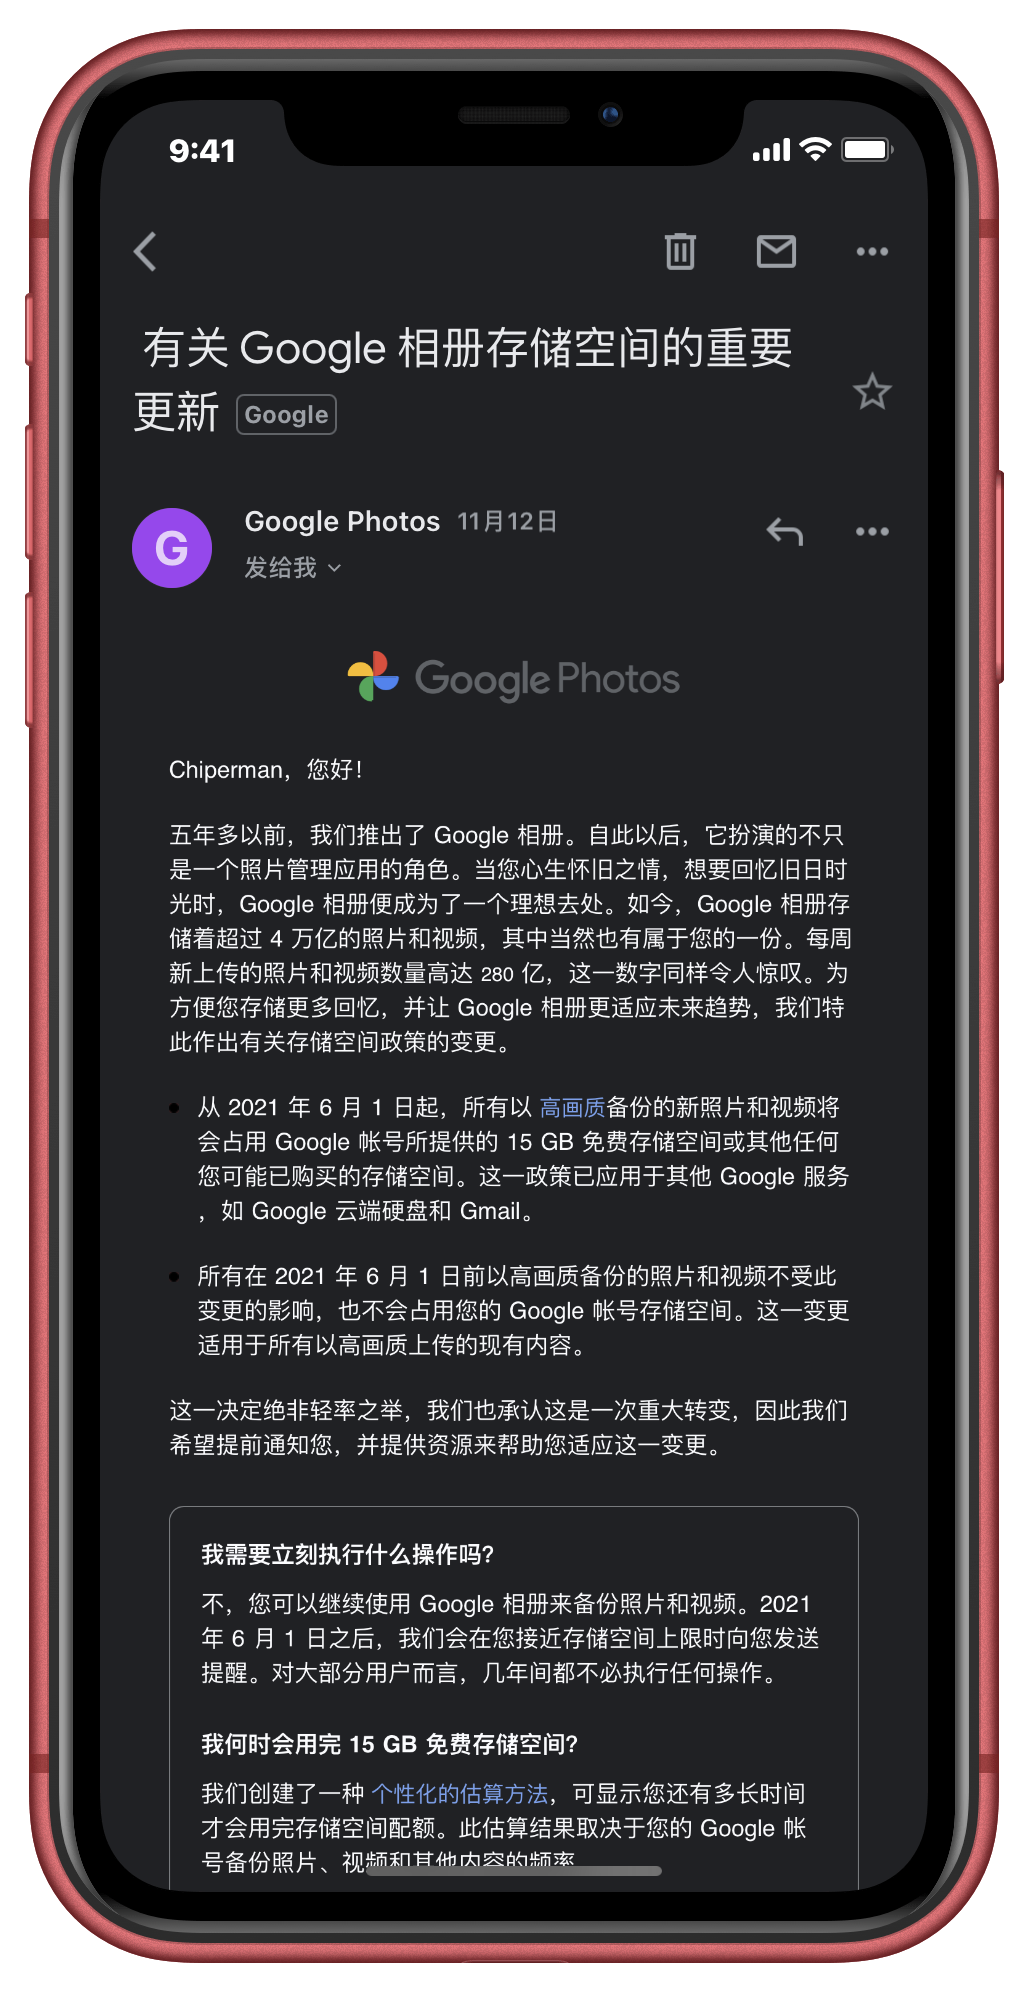 9:41
有关 Google 相册存储空间的重要
更新 Google
G
Google Photos 11月12日
发给我
Google Photos
Chiperman，您好！
五年多以前，我们推出了 Google 相册。自此以后，它扮演的不只
是一个照片管理应用的角色。当您心生怀旧之情，想要回忆旧日时
光时，Google 相册便成为了一个理想去处。如今，Google 相册存
储着超过 4 万亿的照片和视频，其中当然也有属于您的一份。每周
新上传的照片和视频数量高达 280 亿，这一数字同样令人惊叹。为
方便您存储更多回忆，并让 Google 相册更适应未来趋势，我们特
此作出有关存储空间政策的变更。
从 2021 年 6 月 1 日起，所有以 高画质备份的新照片和视频将
会占用 Google 帐号所提供的 15 GB 免费存储空间或其他任何
您可能已购买的存储空间。这一政策已应用于其他 Google 服务
，如 Google 云端硬盘和 Gmail。
所有在 2021 年 6 月 1 日前以高画质备份的照片和视频不受此
变更的影响，也不会占用您的 Google 帐号存储空间。这一变更
适用于所有以高画质上传的现有内容。
这一决定绝非轻率之举，我们也承认这是一次重大转变，因此我们
希望提前通知您，并提供资源来帮助您适应这一变更。
我需要立刻执行什么操作吗？
不，您可以继续使用 Google 相册来备份照片和视频。2021
年 6 月 1 日之后，我们会在您接近存储空间上限时向您发送
提醒。对大部分用户而言，几年间都不必执行任何操作。
我何时会用完 15 GB 免费存储空间？
我们创建了一种 个性化的估算方法，可显示您还有多长时间
才会用完存储空间配额。此估算结果取决于您的 Google 帐
号备份照片、视频和其他内容的频率